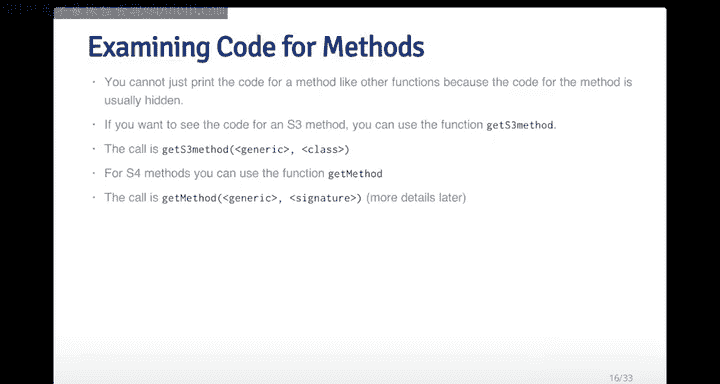 Examining Code for Methods
· You cannot just print the code for a method like other functions because the code for the method is
usually hidden.
· If you want to see the code for an S3 method, you can use the function getS3method.
· The call is getS3method(<generic>, <class>)
· For S4 methods you can use the function getMethod
· The call is getMethod(<generic>, <signature>) (more details later)
16/33